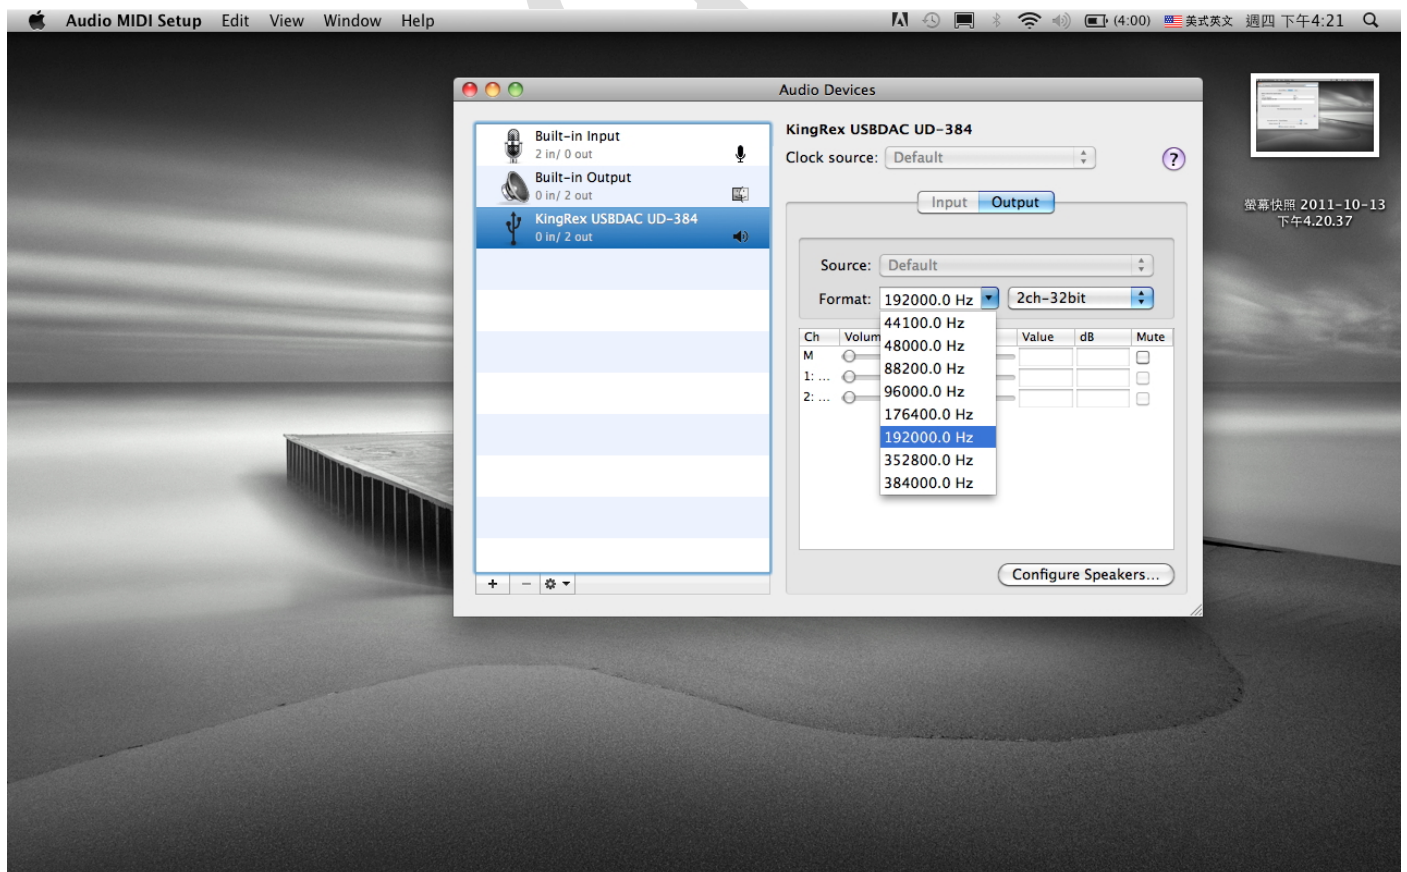 Audio MIDI Setup Edit View Window Help (4:00) 美式英文 週四 下午4:21
Audio Devices
Built-in Input
2 in/ 0 out
Built-in Output
0 in/ 2 out
KingRex USBDAC UD-384
0 in/ 2 out
KingRex USBDAC UD-384
Clock source: Default
?
Input Output
Source: Default
Format: 192000.0 Hz 2ch-32bit
44100.0 Hz
48000.0 Hz
88200.0 Hz
96000.0 Hz
176400.0 Hz
192000.0 Hz
352800.0 Hz
384000.0 Hz
Ch Volum Value dB Mute
M
1: ...
2: ...
Configure Speakers...
螢幕快照 2011-10-13
下午4.20.37